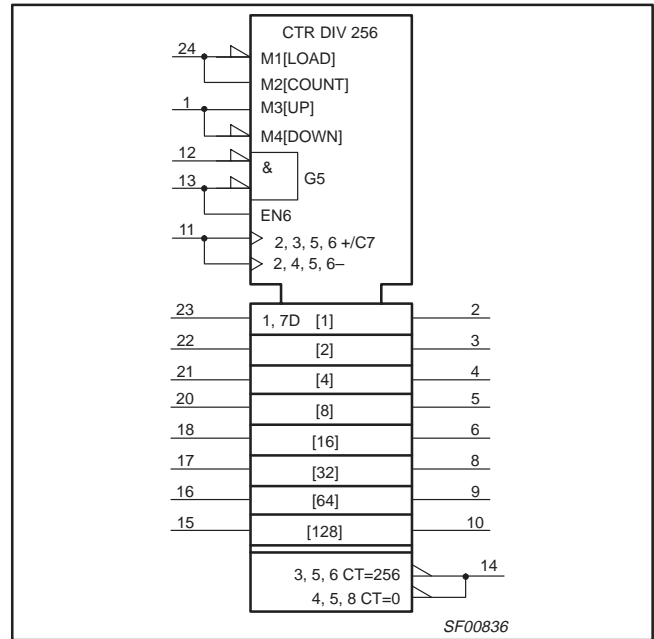 CTR DIV 256
24 M1[LOAD]
M2[COUNT]
1 M3[UP]
M4[DOWN]
12 &
G5
13
EN6
11 2, 3, 5, 6 +/C7
2, 4, 5, 6–
23 1, 7D [1] 2
22 [2] 3
21 [4] 4
20 [8] 5
18 [16] 6
17 [32] 8
16 [64] 9
15 [128] 10
3, 5, 6 CT=256 14
4, 5, 8 CT=0
SF00836